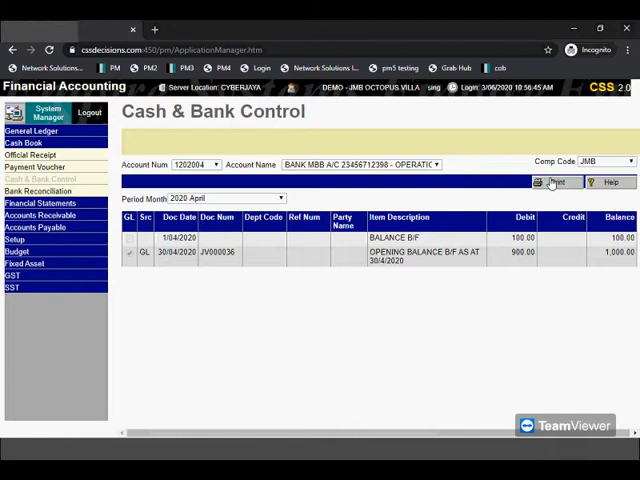 cssdecisions.com:450/pm/ApplicationManager.htm
Incognito
Network Solutions... PM PM3 Network Solutions I... Login PM4 pm5 testing Grab Hub cob
Financial Accounting
Server Location: CYBERJAYA
DEMO - JMB OCTOPUS VILLA
sing
Login: 3/06/2020 10:56:45 AM
CSS 2.0
System Manager
Logout
General Ledger
Cash Book
Official Receipt
Payment Voucher
Cash & Bank Control
Bank Reconciliation
Financial Statements
Accounts Receivable
Accounts Payable
Setup
Budget
Fixed Asset
GST
SST
Cash & Bank Control
Account Num 1202004 Account Name BANK MBB A/C 23456712398 - OPERATIC Comp Code JMB
Print Help
Period Month 2020 April
GL Src Doc Date Doc Num Dept Code Ref Num Party Name Item Description Debit Credit Balance
1/04/2020 BALANCE B/F 100.00 100.00
GL 30/04/2020 JV000036 OPENING BALANCE B/F AS AT 30/4/2020 900.00 1,000.00
TeamViewer